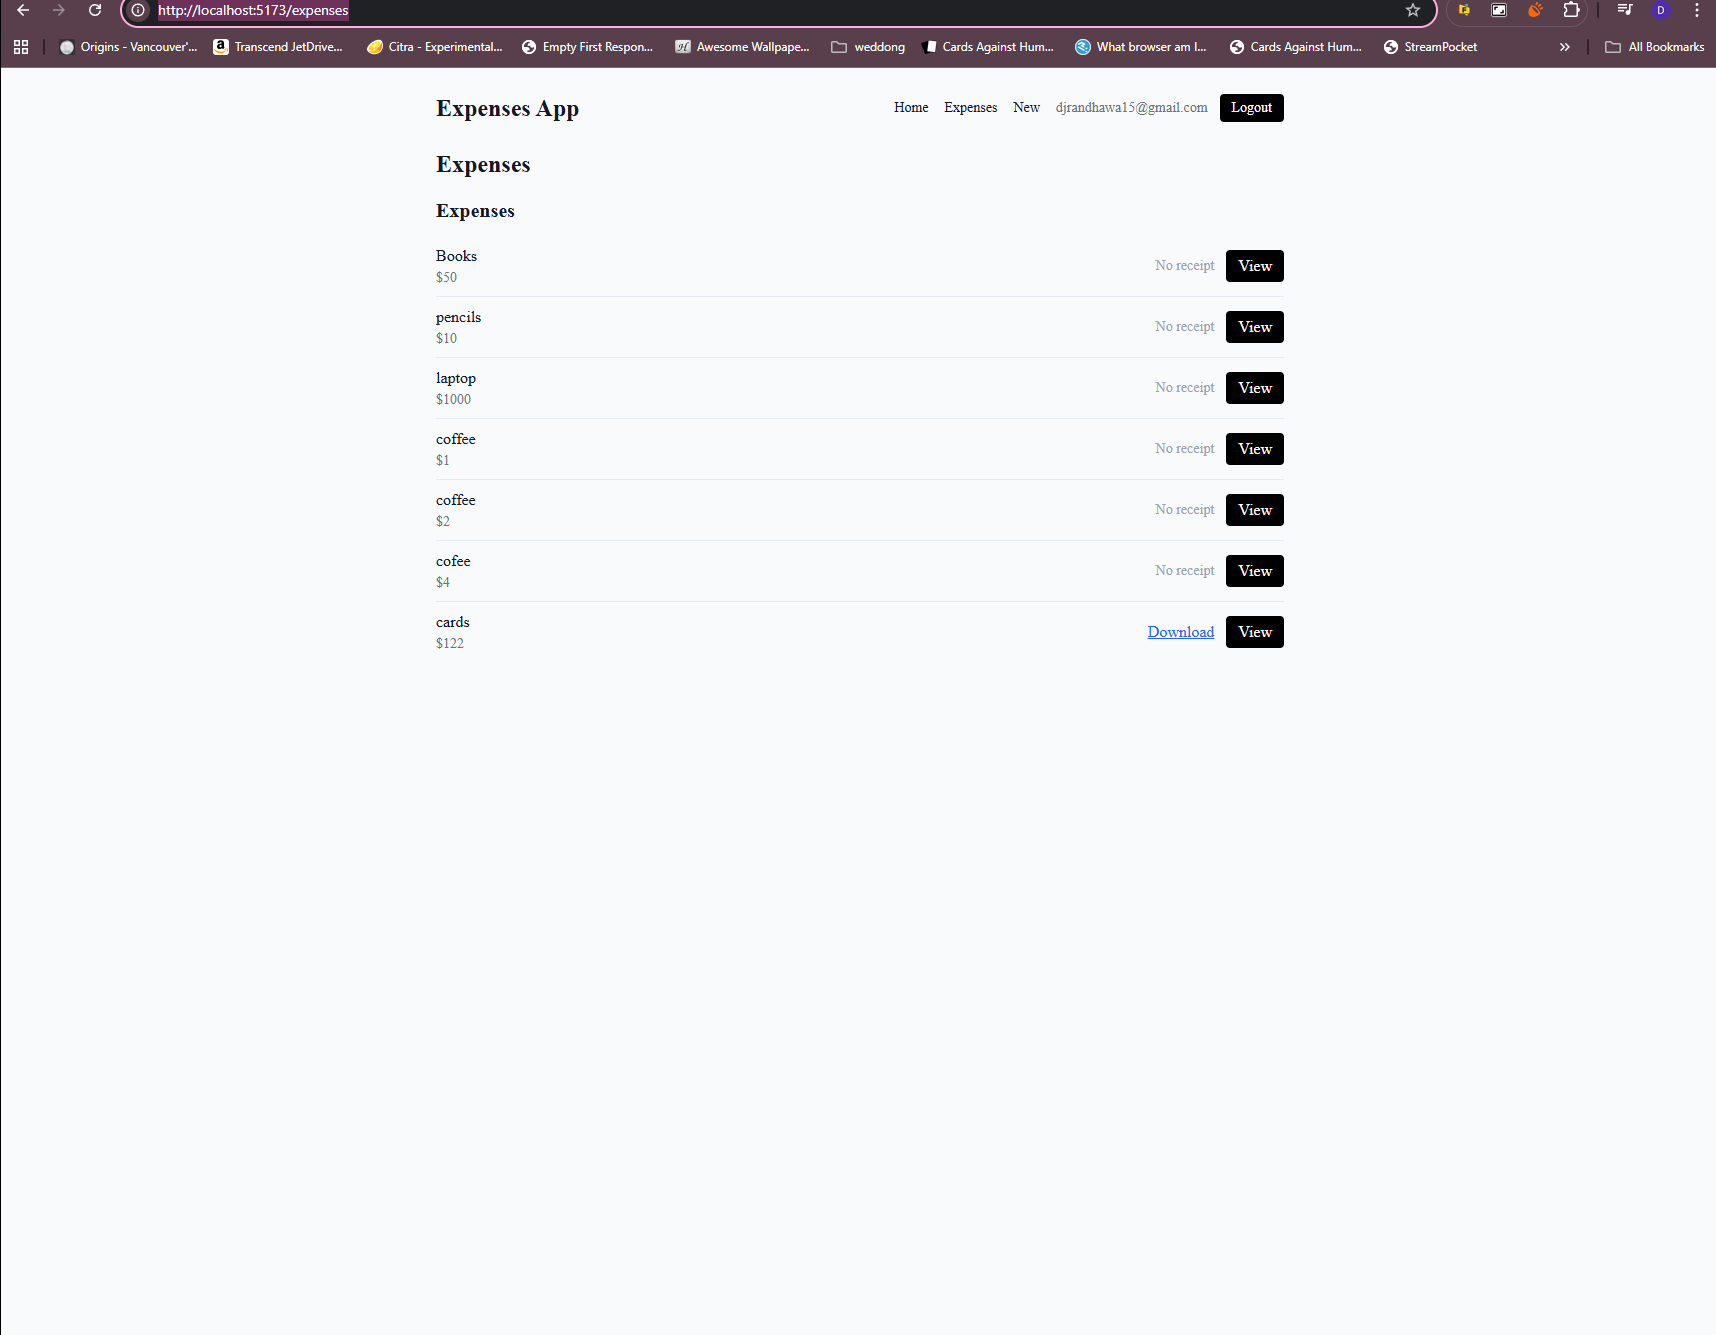 http://localhost:5173/expenses
D
Origins - Vancouver'... Transcend JetDrive... Citra - Experimental... Empty First Respon... Awesome Wallpape... weddong Cards Against Hum... What browser am I... Cards Against Hum... StreamPocket » All Bookmarks
Expenses App Home Expenses New djrandhawa15@gmail.com Logout
Expenses
Expenses
Books
$50
No receipt View
pencils
$10
No receipt View
laptop
$1000
No receipt View
coffee
$1
No receipt View
coffee
$2
No receipt View
cofee
$4
No receipt View
cards
$122
Download View